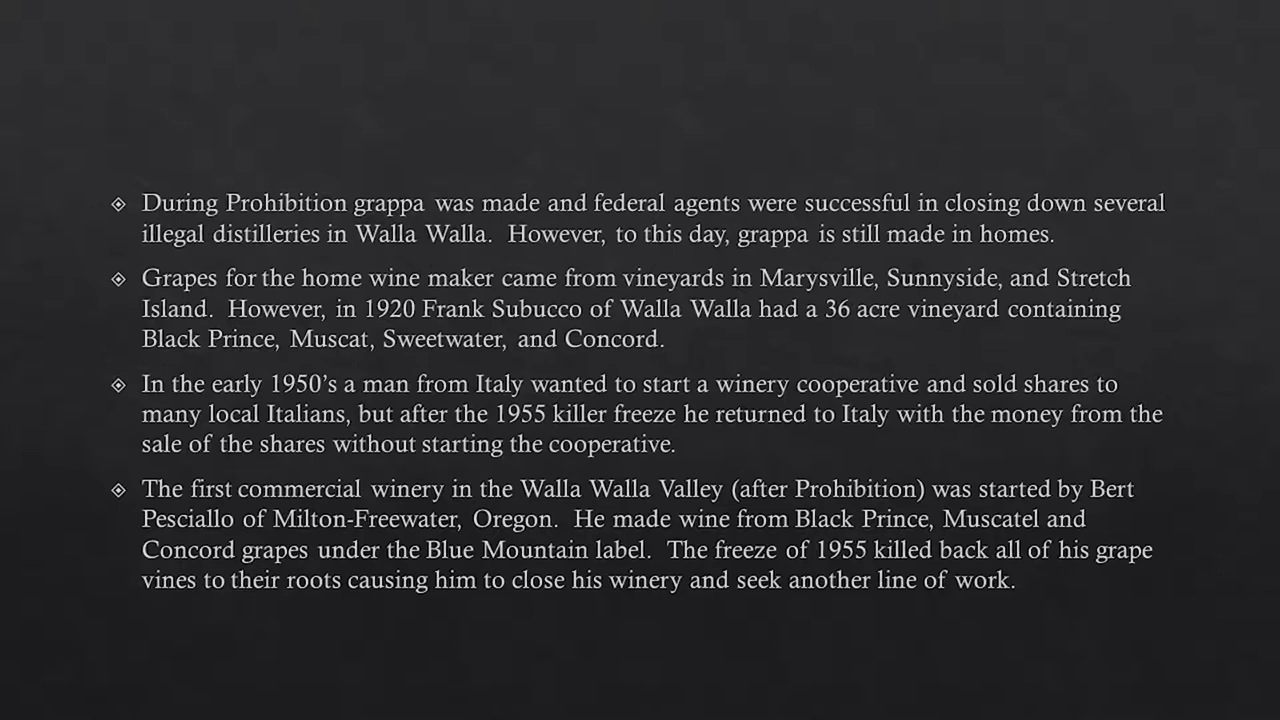 During Prohibition grappa was made and federal agents were successful in closing down several
illegal distilleries in Walla Walla. However, to this day, grappa is still made in homes.
Grapes for the home wine maker came from vineyards in Marysville, Sunnyside, and Stretch
Island. However, in 1920 Frank Subucco of Walla Walla had a 36 acre vineyard containing
Black Prince, Muscat, Sweetwater, and Concord.
In the early 1950's a man from Italy wanted to start a winery cooperative and sold shares to
many local Italians, but after the 1955 killer freeze he returned to Italy with the money from the
sale of the shares without starting the cooperative.
The first commercial winery in the Walla Walla Valley (after Prohibition) was started by Bert
Pesciallo of Milton-Freewater, Oregon. He made wine from Black Prince, Muscatel and
Concord grapes under the Blue Mountain label. The freeze of 1955 killed back all of his grape
vines to their roots causing him to close his winery and seek another line of work.